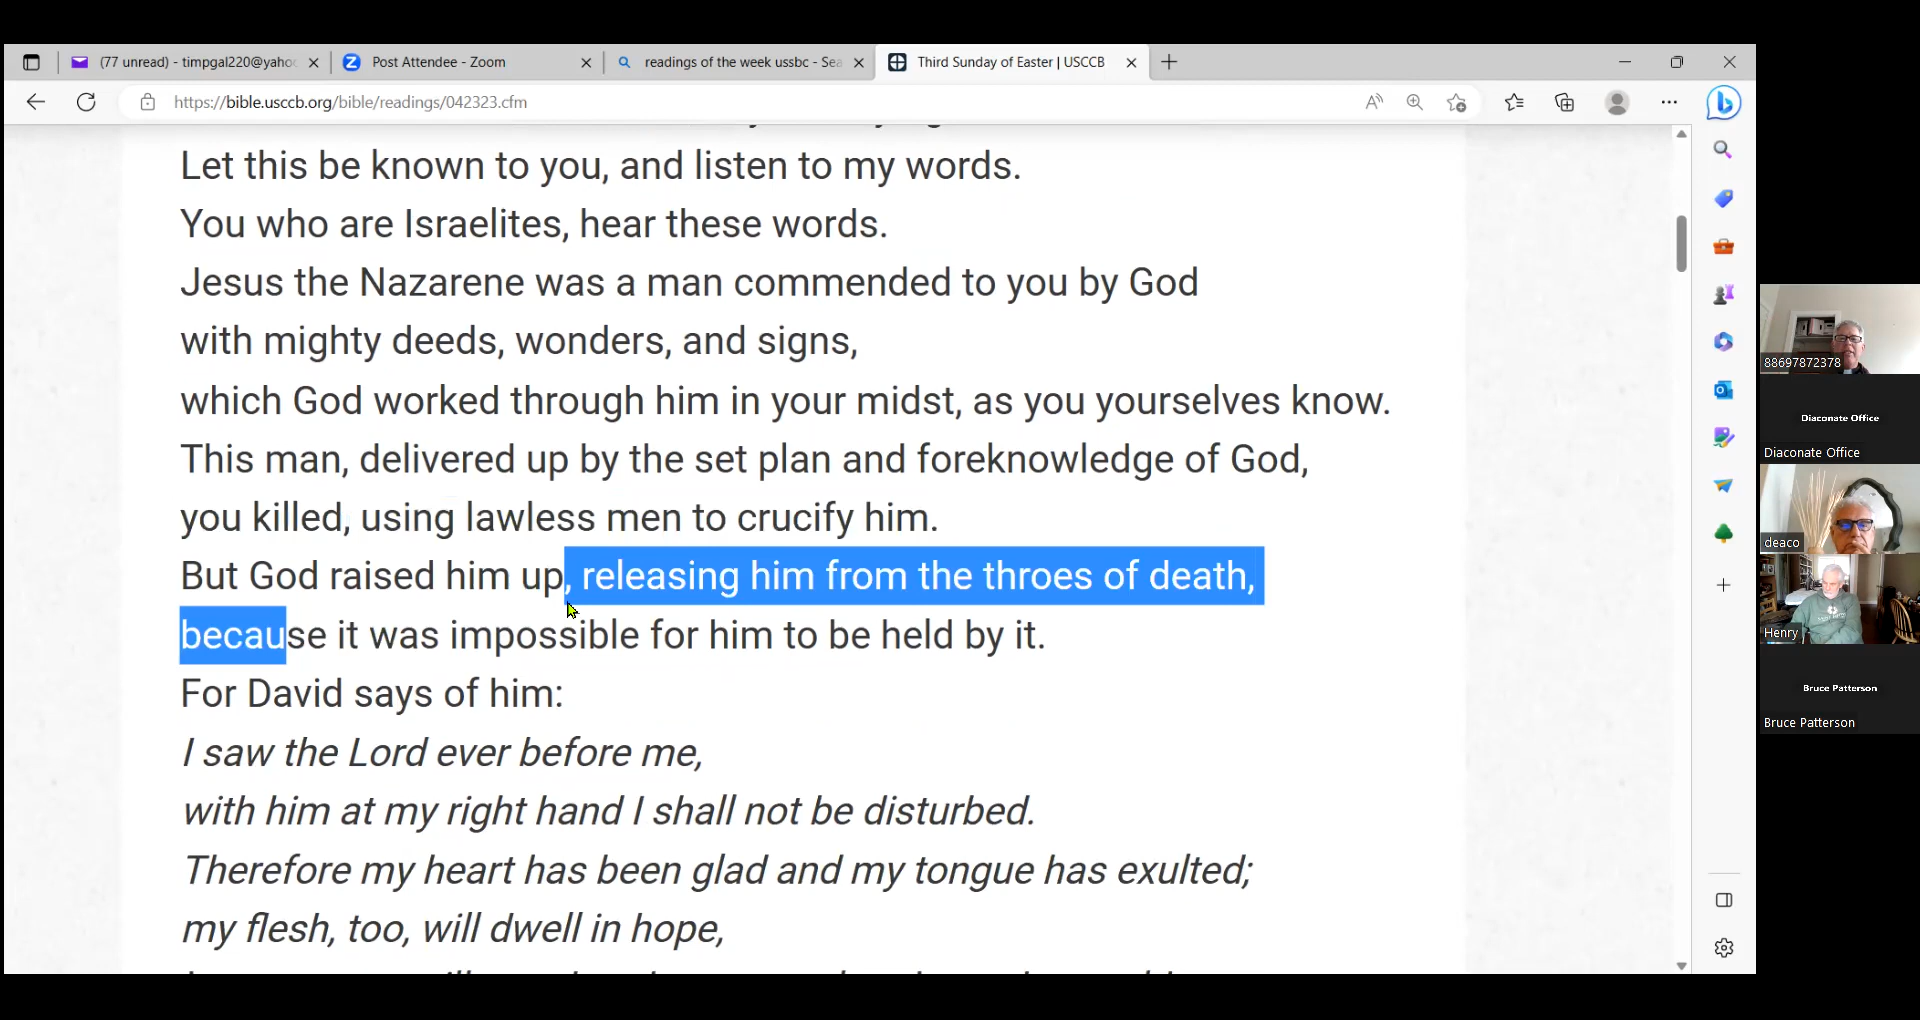 (77 unread) - timpgal220@yaho
Post Attendee - Zoom
readings of the week ussbc - Sea
Third Sunday of Easter | USCCB
https://bible.usccb.org/bible/readings/042323.cfm
Let this be known to you, and listen to my words.
You who are Israelites, hear these words.
Jesus the Nazarene was a man commended to you by God
with mighty deeds, wonders, and signs,
which God worked through him in your midst, as you yourselves know.
This man, delivered up by the set plan and foreknowledge of God,
you killed, using lawless men to crucify him.
But God raised him up, releasing him from the throes of death,
because it was impossible for him to be held by it.
For David says of him:
I saw the Lord ever before me,
with him at my right hand I shall not be disturbed.
Therefore my heart has been glad and my tongue has exulted;
my flesh, too, will dwell in hope,
88697872378
Diaconate Office
Diaconate Office
deaco
Henry
Bruce Patterson
Bruce Patterson